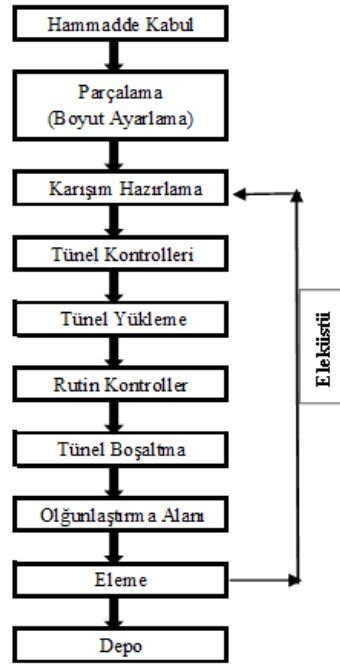 Hammadde Kabul
Parçalama
(Boyut Ayarlama)
Karışım Hazırlama
Tünel Kontrolleri
Tünel Yükleme
Rutin Kontroller
Tünel Boşaltma
Olğunlaştırma Alanı
Eleme
Depo
Eleküstü